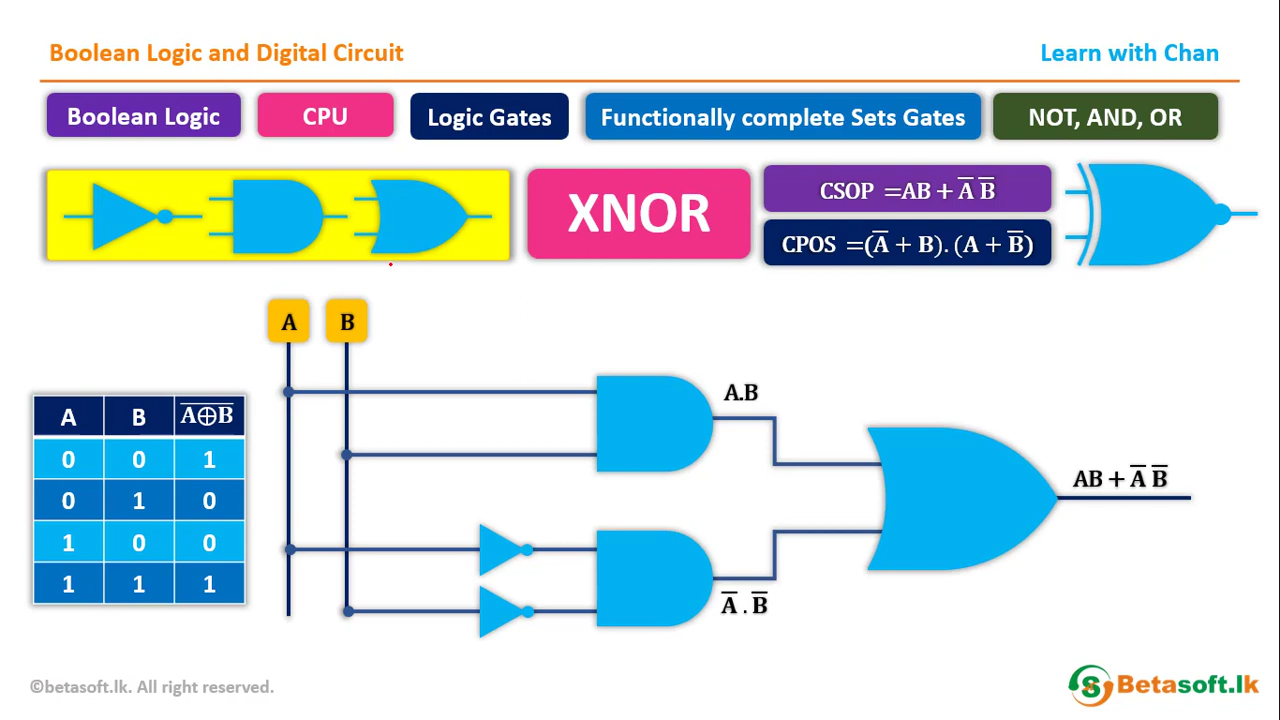 Boolean Logic and Digital Circuit
Learn with Chan
Boolean Logic
CPU
Logic Gates
Functionally complete Sets Gates
NOT, AND, OR
XNOR
CSOP =AB + A̅ B̅
CPOS =(A̅ + B). (A + B̅)
A B
A.B
AB + A̅ B̅
A̅ . B̅
A B A̅⊕̅B̅
0 0 1
0 1 0
1 0 0
1 1 1
©betasoft.lk. All right reserved.
Betasoft.lk